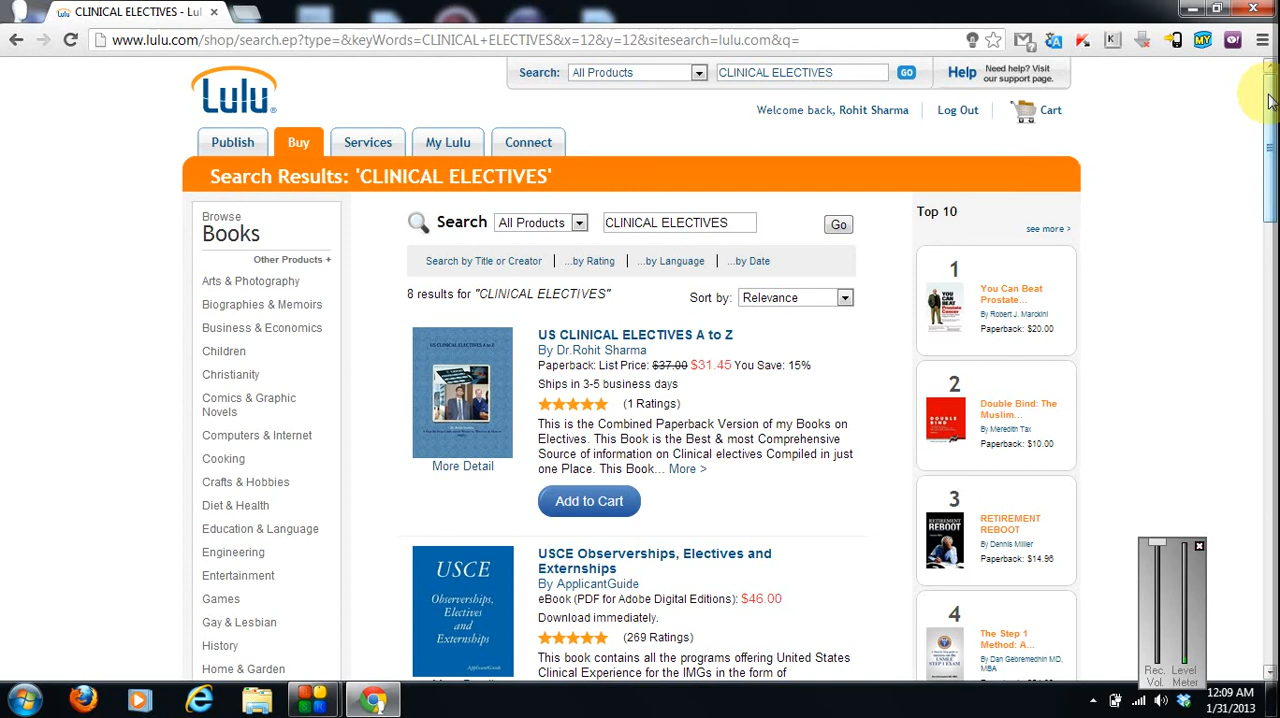 CLINICAL ELECTIVES - Lul
www.lulu.com/shop/search.ep?type=&keyWords=CLINICAL+ELECTIVES&x=12&y=12&sitesearch=lulu.com&q=
Lulu
Search: All Products CLINICAL ELECTIVES GO
Help Need help? Visit
our support page.
Welcome back, Rohit Sharma Log Out Cart
Publish Buy Services My Lulu Connect
Search Results: 'CLINICAL ELECTIVES'
Browse
Books
Other Products +
Arts & Photography
Biographies & Memoirs
Business & Economics
Children
Christianity
Comics & Graphic
Novels
Computers & Internet
Cooking
Crafts & Hobbies
Diet & Health
Education & Language
Engineering
Entertainment
Games
Gay & Lesbian
History
Home & Garden
Search All Products CLINICAL ELECTIVES Go
Search by Title or Creator ...by Rating ...by Language ...by Date
8 results for "CLINICAL ELECTIVES" Sort by: Relevance
US CLINICAL ELECTIVES A to Z
More Detail
US CLINICAL ELECTIVES A to Z
By Dr.Rohit Sharma
Paperback: List Price: $37.00 $31.45 You Save: 15%
Ships in 3-5 business days
(1 Ratings)
This is the Combined Paperback Version of my Books on
Electives. This Book is the Best & most Comprehensive
Source of information on Clinical electives Compiled in just
one Place. This Book... More >
Add to Cart
USCE
Observerships,
Electives
and
Externships
ApplicantGuide
USCE Observerships, Electives and
Externships
By ApplicantGuide
eBook (PDF for Adobe Digital Editions): $46.00
Download immediately.
(269 Ratings)
This book contains all the programs offering United States
Clinical Experience for the IMGs in the form of
Top 10
see more >
1
YOU CAN
BEAT
You Can Beat
Prostate...
By Robert J. Marckini
Paperback: $20.00
2
DOUBLE
BIND
Double Bind: The
Muslim...
By Meredith Tax
Paperback: $10.00
3
RETIREMENT
REBOOT
RETIREMENT
REBOOT
By Dennis Miller
Paperback: $14.96
4
The Step 1
Method: A...
By Dan Gebremedhin MD,
MBA
Rec. Level
Vol. Meter
12:09 AM
1/31/2013